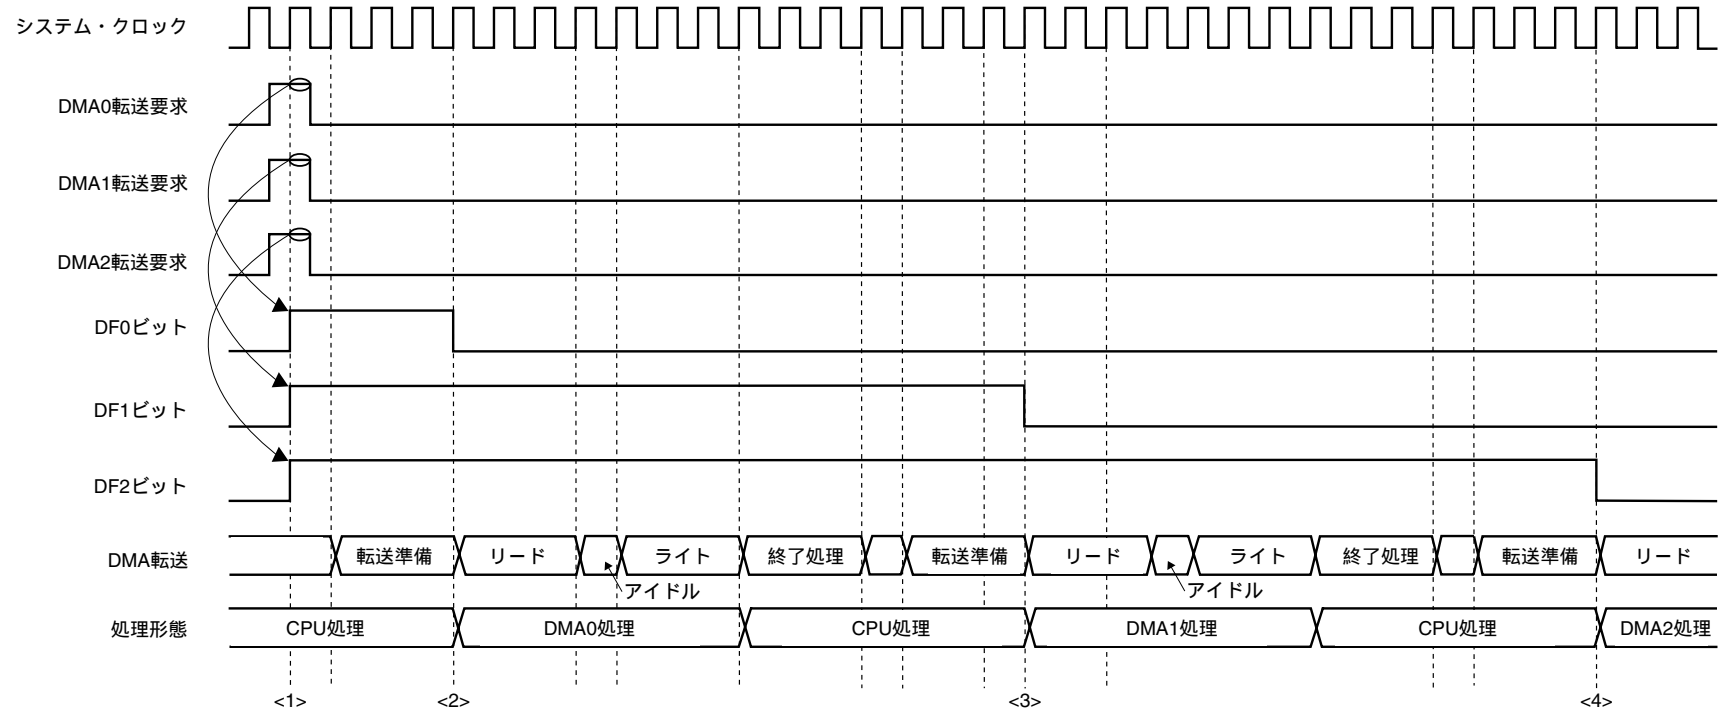 システム・クロック
DMA0転送要求
DMA1転送要求
DMA2転送要求
DF0ビット
DF1ビット
DF2ビット
DMA転送 転送準備 リード ライト 終了処理 転送準備 リード ライト 終了処理 転送準備 リード
アイドル アイドル
処理形態 CPU処理 DMA0処理 CPU処理 DMA1処理 CPU処理 DMA2処理
<1> <2> <3> <4>